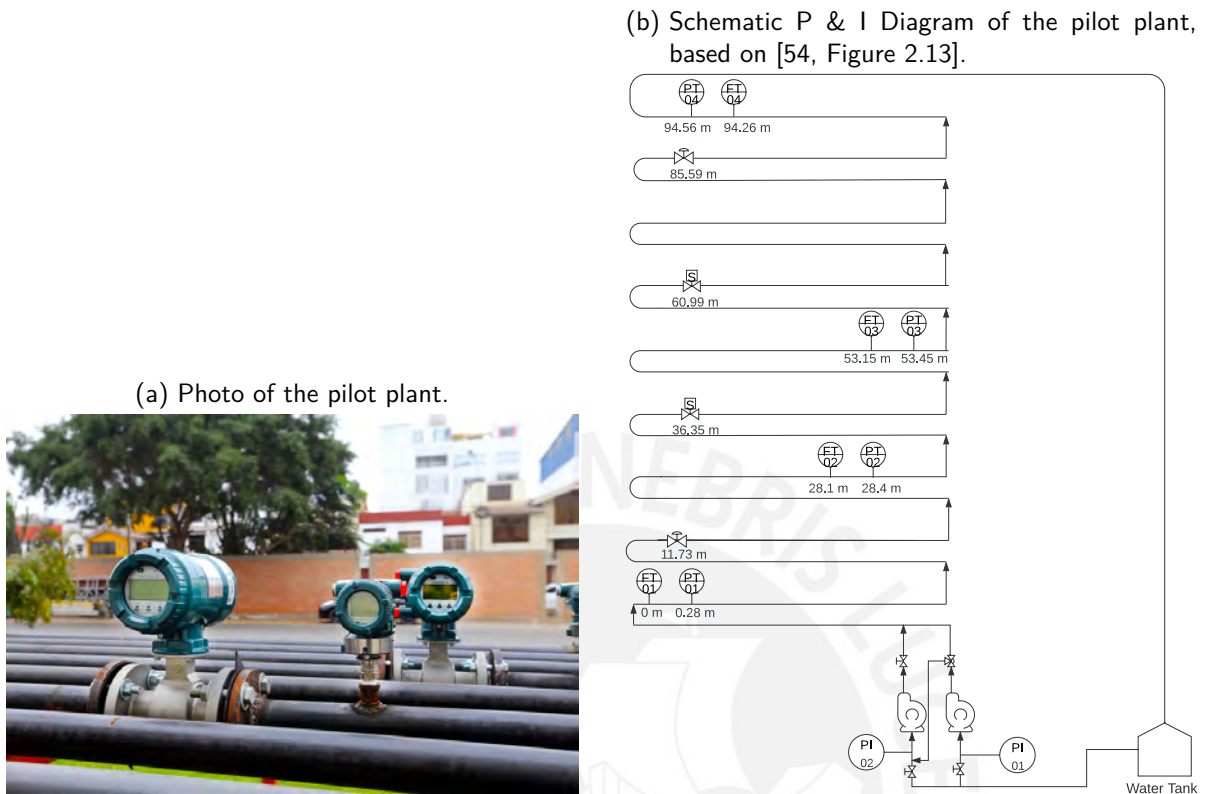 (b) Schematic P & I Diagram of the pilot plant,
based on [54, Figure 2.13].
PT
04
FT
04
94.56 m
94.26 m
85.59 m
S
60.99 m
FT
03
PT
03
53.15 m
53.45 m
S
36.35 m
FT
02
PT
02
28.1 m
28.4 m
11.73 m
FT
01
PT
01
0 m
0.28 m
(a) Photo of the pilot plant.
C
C
PI
02
PI
01
Water Tank